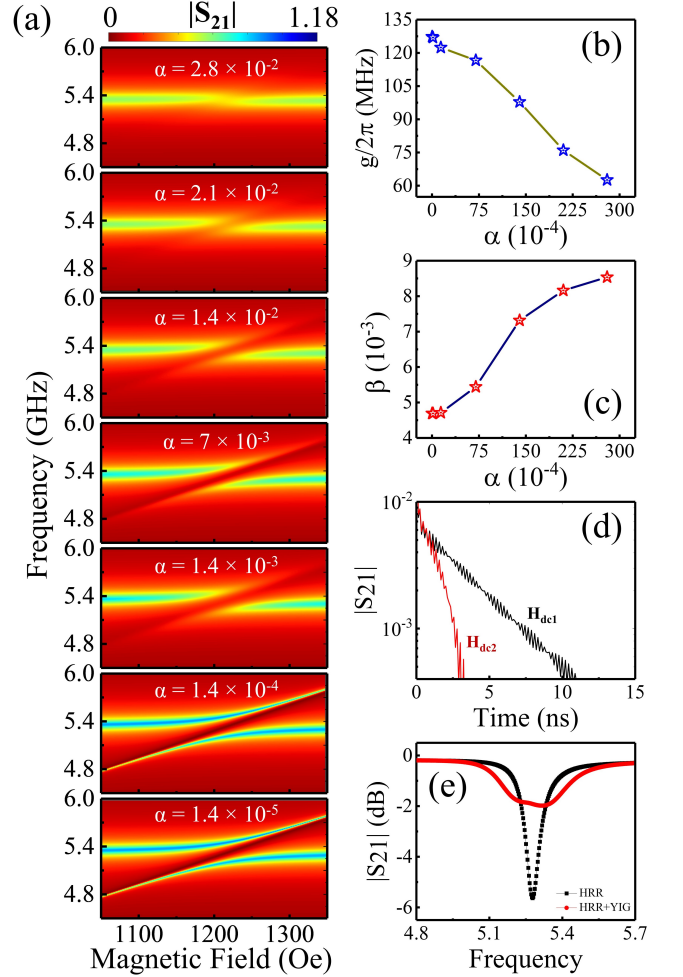 (a)
|S21|
0
1.18
6.0
5.4
4.8
α = 2.8 × 10-2
6.0
5.4
4.8
α = 2.1 × 10-2
6.0
5.4
4.8
α = 1.4 × 10-2
6.0
5.4
4.8
α = 7 × 10-3
6.0
5.4
4.8
α = 1.4 × 10-3
6.0
5.4
4.8
α = 1.4 × 10-4
6.0
5.4
4.8
α = 1.4 × 10-5
Frequency (GHz)
1100 1200 1300
Magnetic Field (Oe)
(b)
g/2π (MHz)
135
120
105
90
75
60
0 75 150 225 300
α (10-4)
(c)
β (10-3)
9
8
7
6
5
4
0 75 150 225 300
α (10-4)
(d)
|S21|
10-2
10-3
Hdc1
Hdc2
0 5 10 15
Time (ns)
(e)
|S21| (dB)
0
-2
-4
-6
HRR
HRR+YIG
4.8 5.1 5.4 5.7
Frequency